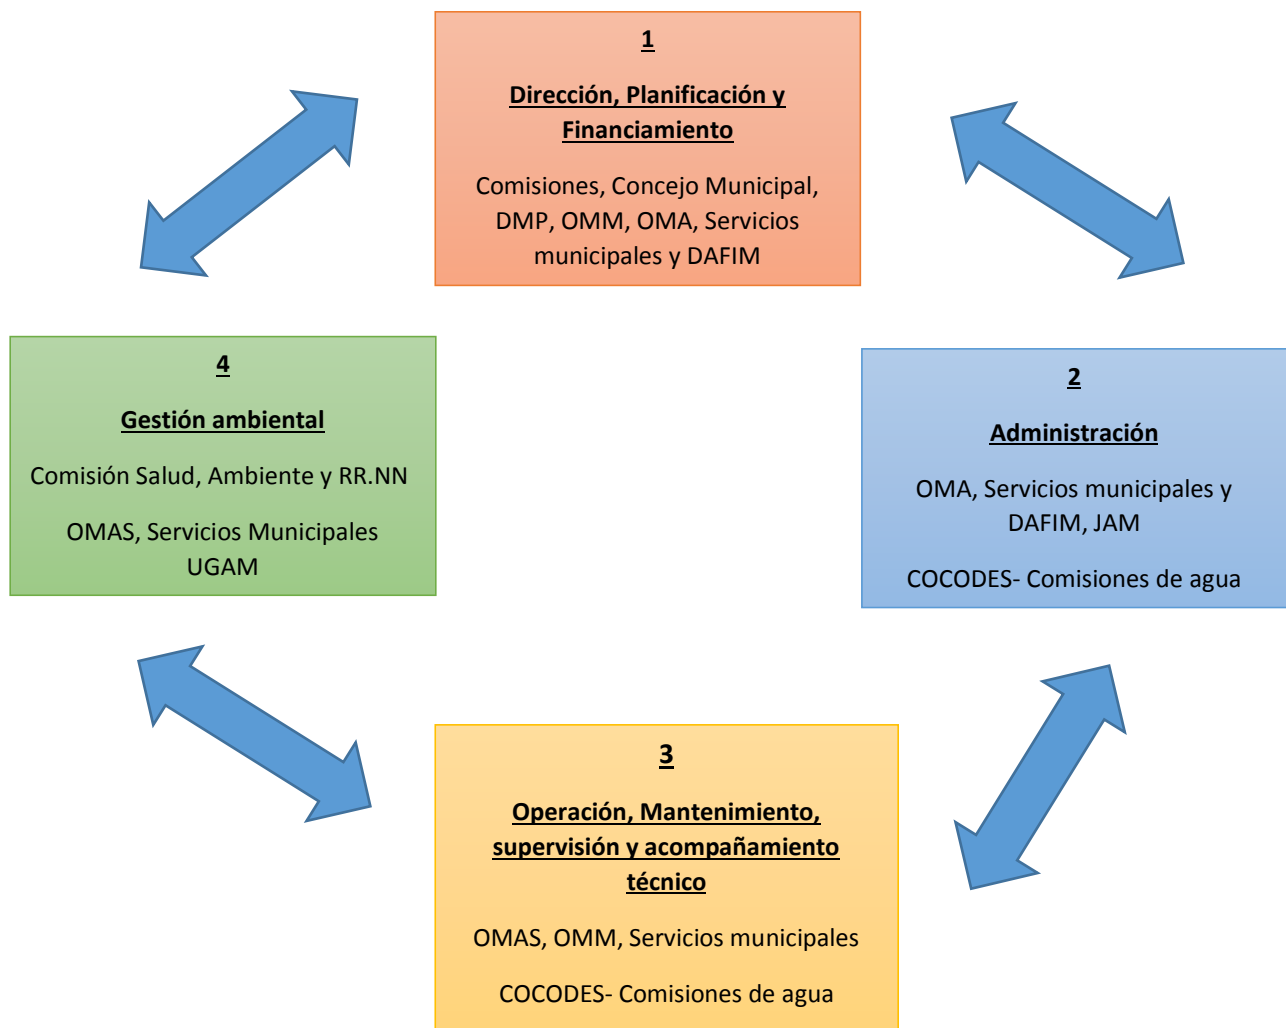 1
Dirección, Planificación y
Financiamiento
Comisiones, Concejo Municipal,
DMP, OMM, OMA, Servicios
municipales y DAFIM
4
Gestión ambiental
Comisión Salud, Ambiente y RR.NN
OMAS, Servicios Municipales
UGAM
2
Administración
OMA, Servicios municipales y
DAFIM, JAM
COCODES- Comisiones de agua
3
Operación, Mantenimiento,
supervisión y acompañamiento
técnico
OMAS, OMM, Servicios municipales
COCODES- Comisiones de agua